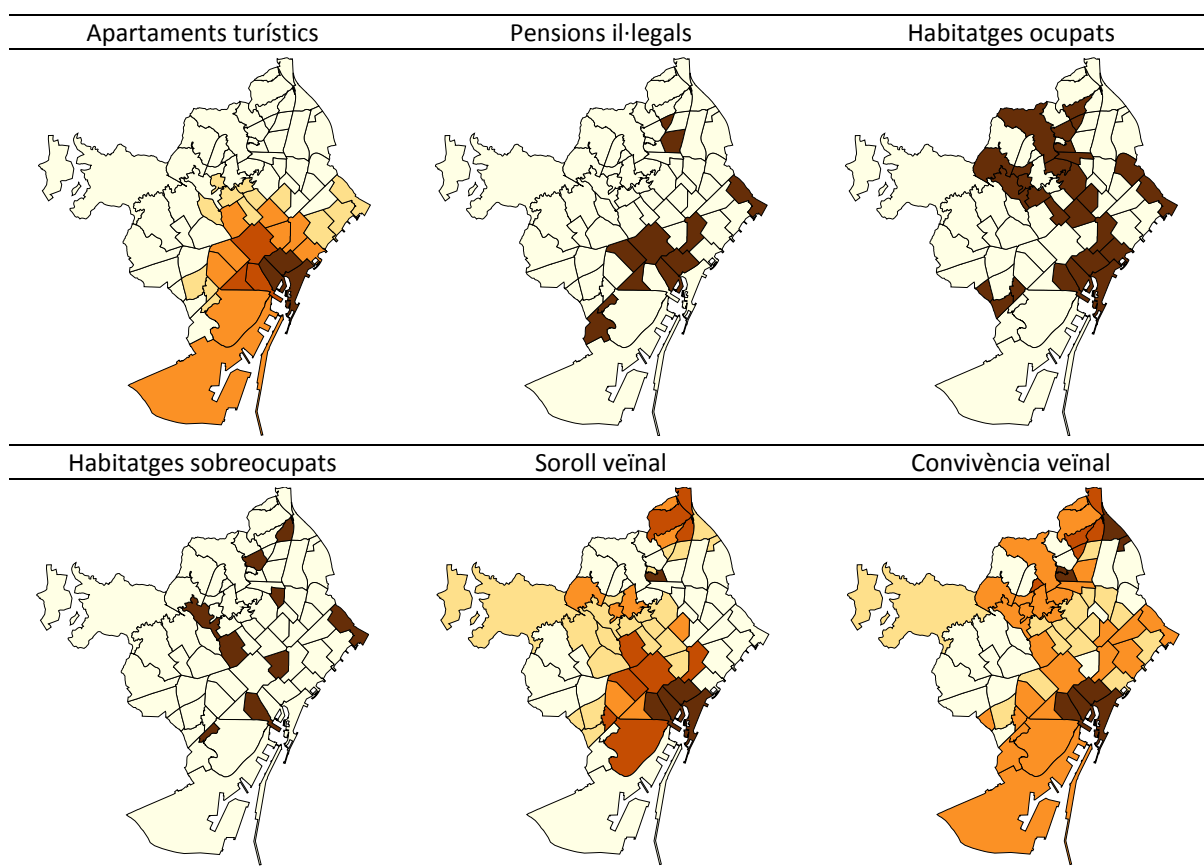 Apartaments turístics
Pensions il·legals
Habitatges ocupats
Habitatges sobreocupats
Soroll veïnal
Convivència veïnal